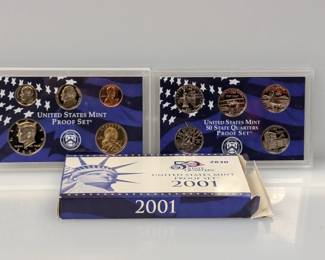 UNITED STATES MINT
PROOF SET
UNITED STATES MINT
50 STATE QUARTERS
PROOF SET
50
UNITED STATES MINT
PROOF SET
2001
2001